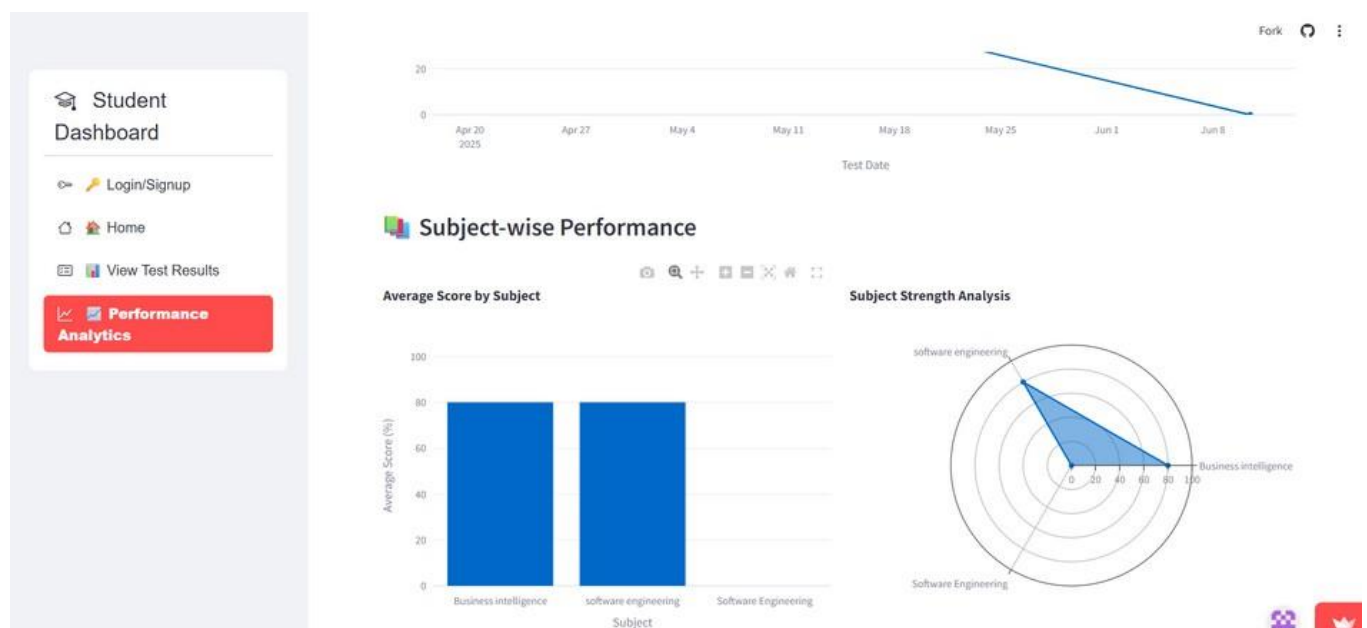 Fork
Student
Dashboard
Login/Signup
Home
View Test Results
Performance
Analytics
20
0
Apr 20
2025
Apr 27
May 4
May 11
May 18
May 25
Jun 1
Jun 8
Test Date
Subject-wise Performance
Average Score by Subject
100
80
60
40
20
0
Average Score (%)
Business intelligence
software engineering
Software Engineering
Subject
Subject Strength Analysis
software engineering
Business intelligence
0 20 40 60 80 100
Software Engineering